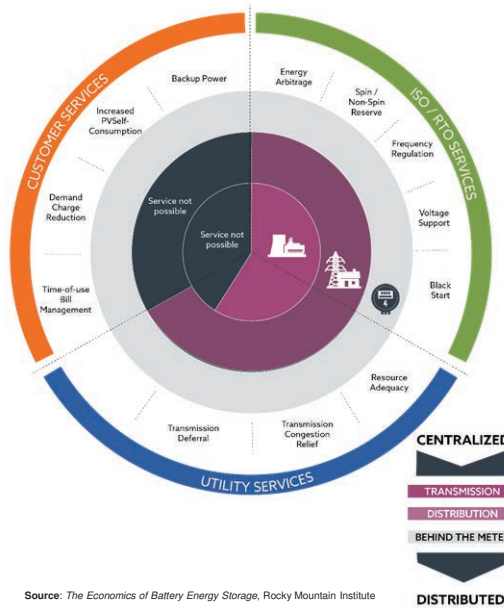 CUSTOMER SERVICES
ISO / RTO SERVICES
UTILITY SERVICES
Backup Power
Increased
PVSelf-
Consumption
Demand
Charge
Reduction
Time-of-use
Bill
Management
Energy
Arbitrage
Spin /
Non-Spin
Reserve
Frequency
Regulation
Voltage
Support
Black
Start
Resource
Adequacy
Transmission
Congestion
Relief
Transmission
Deferral
Service not
possible
Service not
possible
CENTRALIZED
TRANSMISSION
DISTRIBUTION
BEHIND THE METE
DISTRIBUTED
Source: The Economics of Battery Energy Storage, Rocky Mountain Institute